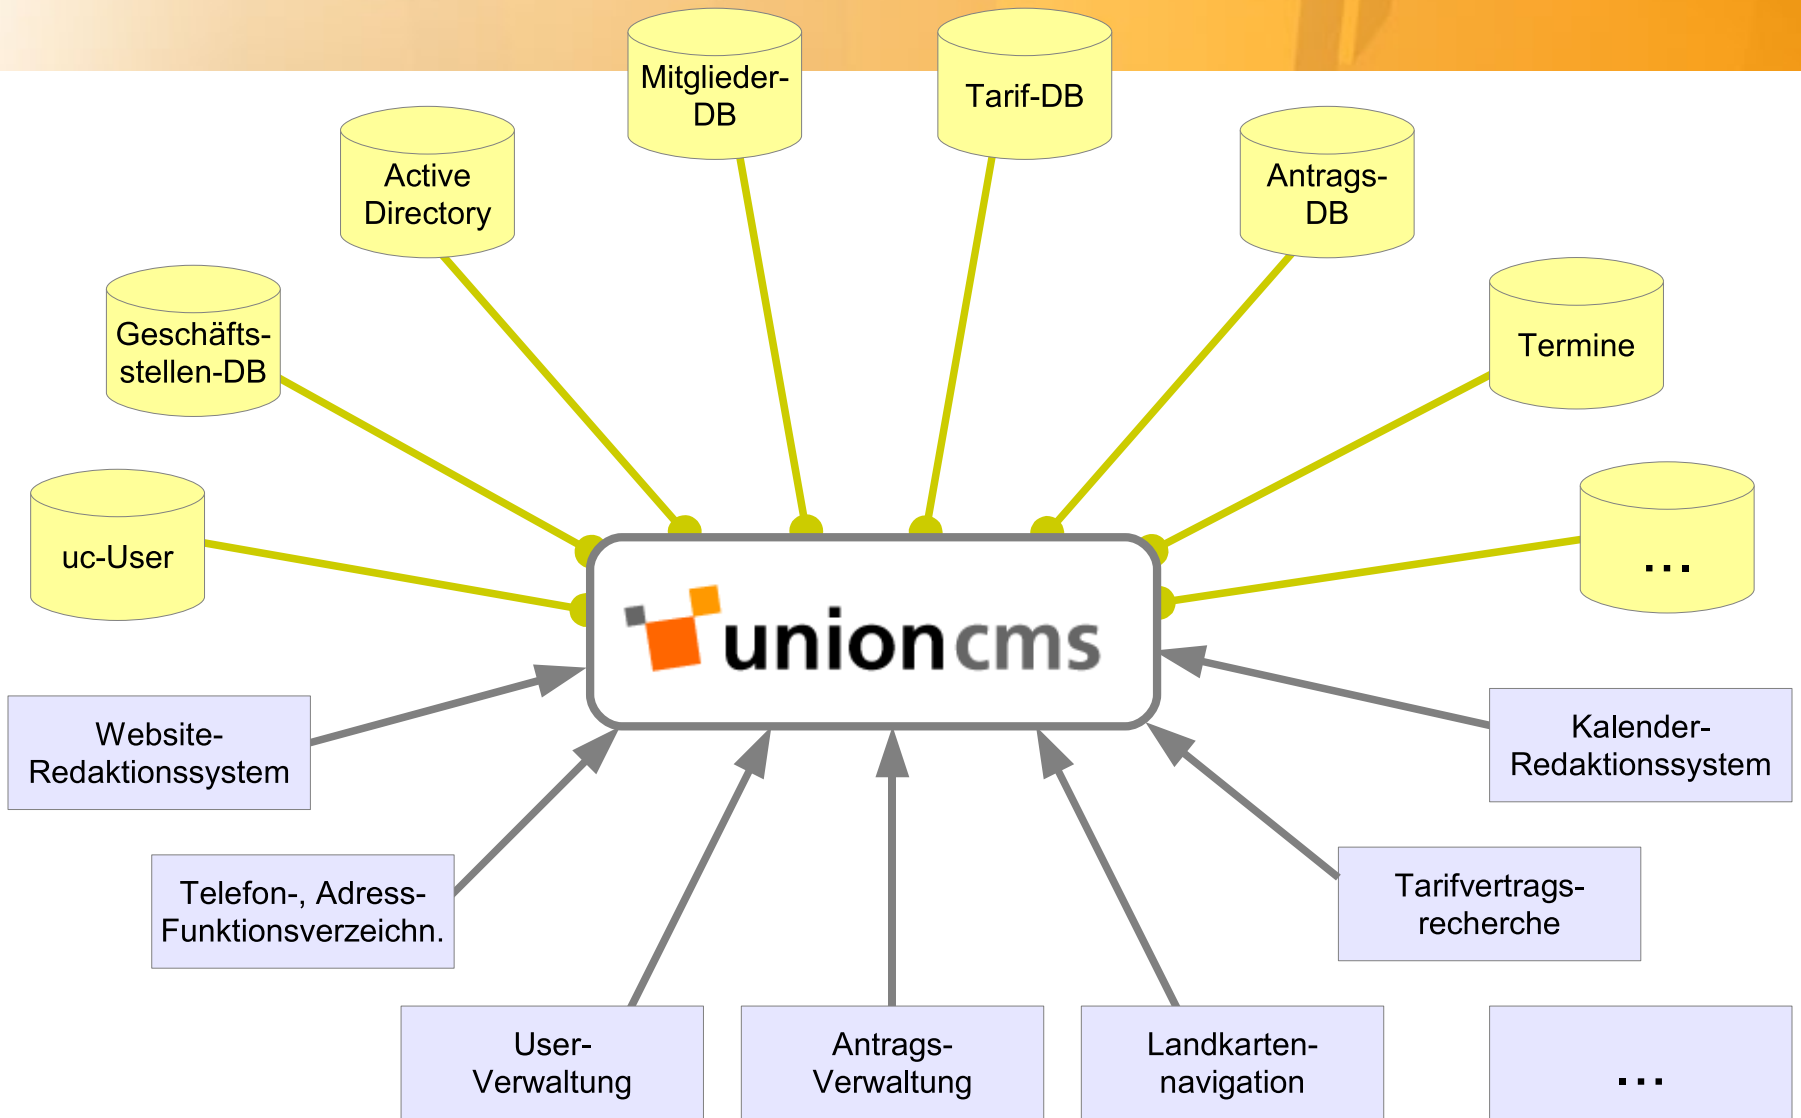 Mitglieder-
DB
Tarif-DB
Active
Directory
Antrags-
DB
Geschäfts-
stellen-DB
Termine
uc-User
...
unioncms
Website-
Redaktionssystem
Kalender-
Redaktionssystem
Telefon-, Adress-
Funktionsverzeichn.
Tarifvertrags-
recherche
User-
Verwaltung
Antrags-
Verwaltung
Landkarten-
navigation
...